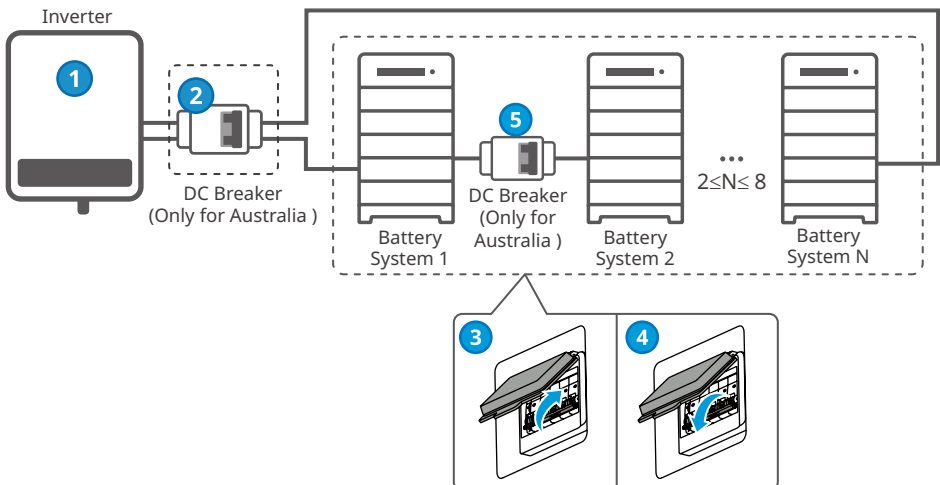 Inverter
1
2
5
DC Breaker
(Only for Australia )
DC Breaker
(Only for
Australia )
...
2≤N≤ 8
Battery
System 1
Battery
System 2
Battery
System N
3
4